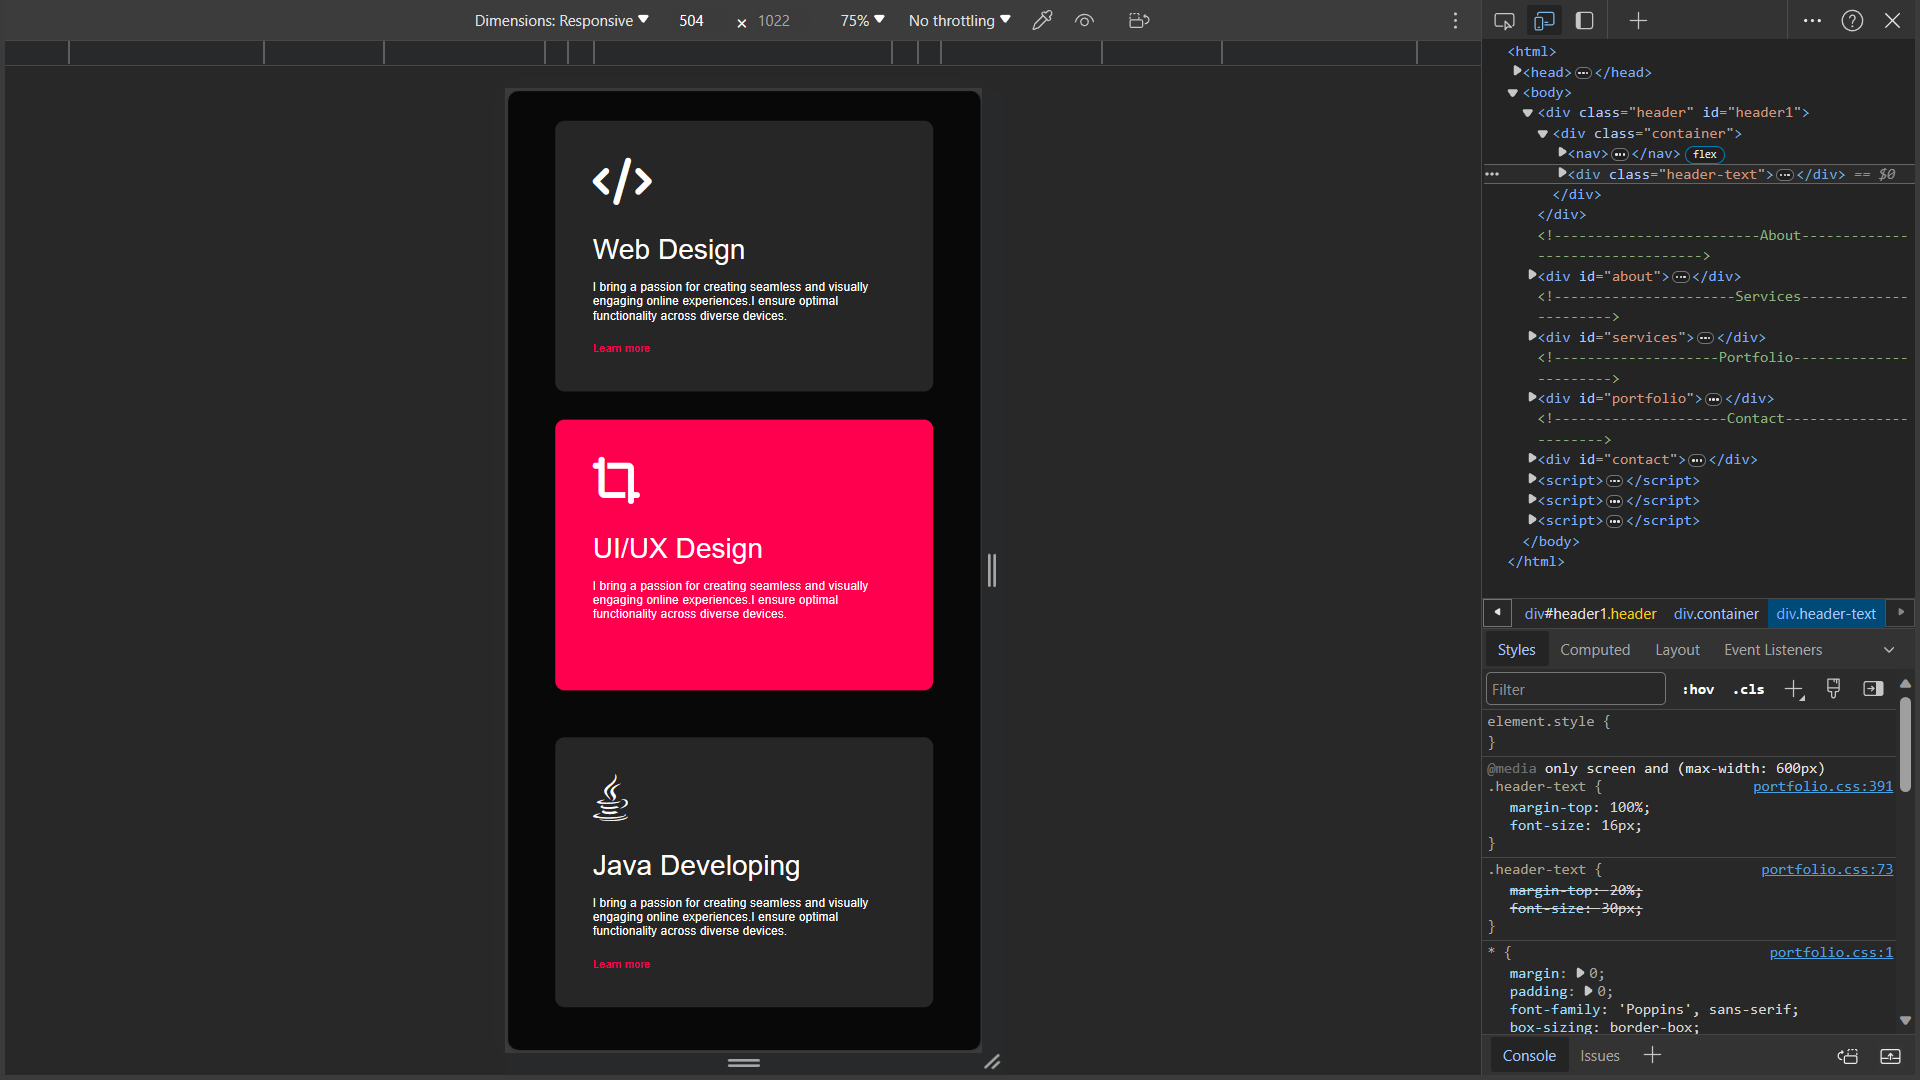 Dimensions: Responsive 504 × 1022 75% No throttling
</>
Web Design
I bring a passion for creating seamless and visually
engaging online experiences.I ensure optimal
functionality across diverse devices.
Learn more
UI/UX Design
I bring a passion for creating seamless and visually
engaging online experiences.I ensure optimal
functionality across diverse devices.
Java Developing
I bring a passion for creating seamless and visually
engaging online experiences.I ensure optimal
functionality across diverse devices.
Learn more
<html>
<head> ••• </head>
<body>
<div class="header" id="header1">
<div class="container">
<nav> ••• </nav> flex
••• <div class="header-text"> ••• </div> == $0
</div>
</div>
<!-------------------------About-------------
-------------------->
<div id="about"> ••• </div>
<!----------------------Services-------------
--------->
<div id="services"> ••• </div>
<!--------------------Portfolio--------------
--------->
<div id="portfolio"> ••• </div>
<!---------------------Contact---------------
-------->
<div id="contact"> ••• </div>
<script> ••• </script>
<script> ••• </script>
<script> ••• </script>
</body>
</html>
div#header1.header div.container div.header-text
Styles Computed Layout Event Listeners
Filter :hov .cls
element.style {
}
@media only screen and (max-width: 600px)
.header-text { portfolio.css:391
margin-top: 100%;
font-size: 16px;
}
.header-text { portfolio.css:73
margin-top: 20%;
font-size: 30px;
}
* { portfolio.css:1
margin: 0;
padding: 0;
font-family: 'Poppins', sans-serif;
box-sizing: border-box;
Console Issues